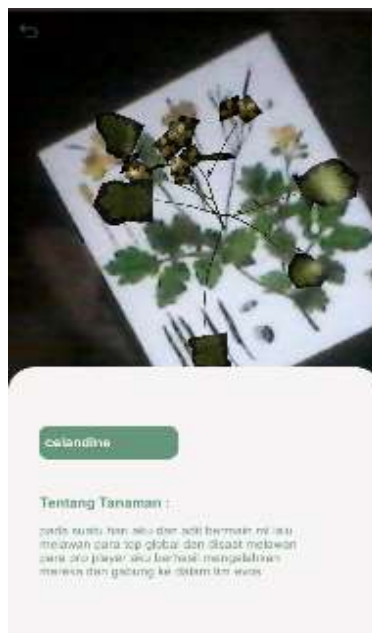 celandine
Tentang Tanaman :
pada suatu hari aku dan adit bermain ml lalu
melawan para top global dan disaat melawan
para pro player aku berhasil mengalahkan
mereka dan gabung ke dalam tim evos